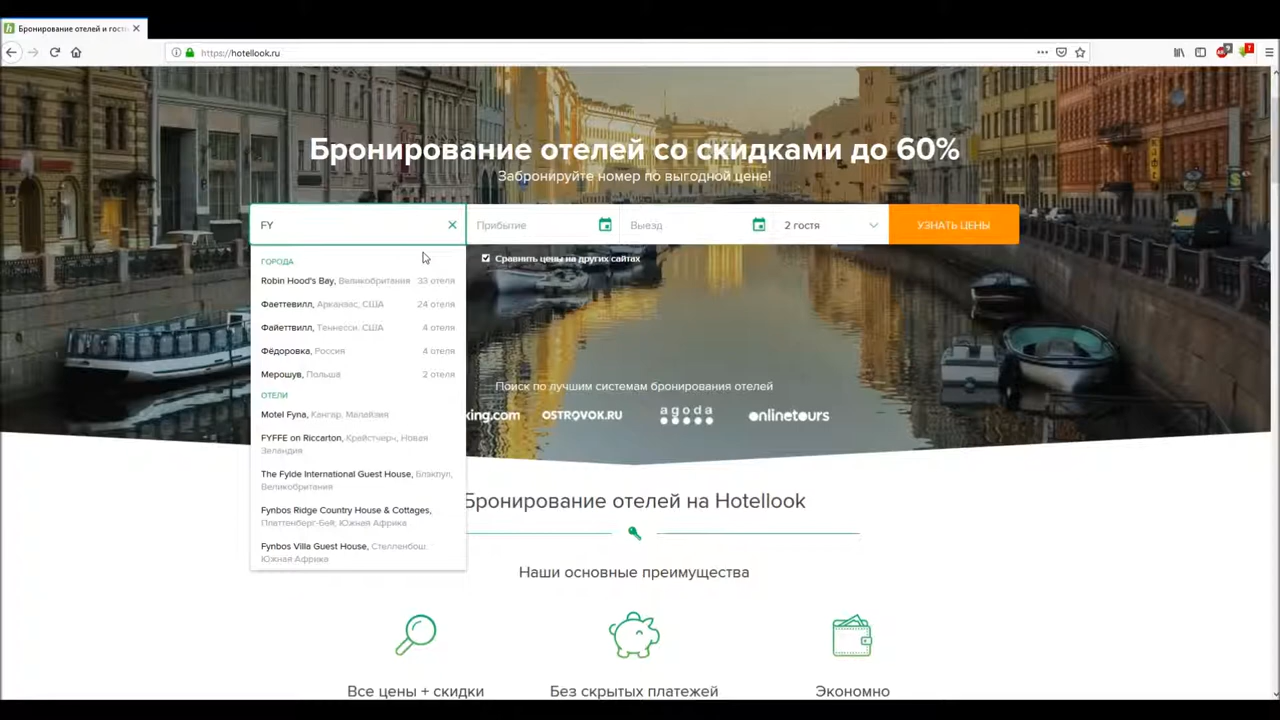 Бронирование отелей и гости
https://hotellook.ru
Бронирование отелей со скидками до 60%
Забронируйте номер по выгодной цене!
FY
Прибытие
Выезд
2 гостя
УЗНАТЬ ЦЕНЫ
Сравнить цены на других сайтах
ГОРОДА
Robin Hood's Bay, Великобритания 33 отеля
Фаеттевилл, Арканзас, США 24 отеля
Файеттвилл, Теннесси, США 4 отеля
Фёдоровка, Россия 4 отеля
Мерошув, Польша 2 отеля
ОТЕЛИ
Motel Fyna, Кангар, Малайзия
FYFFE on Riccarton, Крайстчерч, Новая
Зеландия
The Fylde International Guest House, Блэкпул,
Великобритания
Fynbos Ridge Country House & Cottages,
Платтенберг-Бей, Южная Африка
Fynbos Villa Guest House, Стелленбош,
Южная Африка
Поиск по лучшим системам бронирования отелей
king.com OSTROVOK.RU agoda onlinetours
КАФЕ
Бронирование отелей на Hotellook
Наши основные преимущества
Все цены + скидки
Без скрытых платежей
Экономно